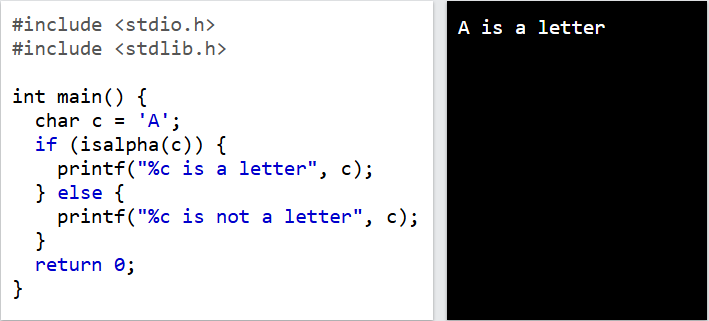 #include <stdio.h>
#include <stdlib.h>

int main() {
  char c = 'A';
  if (isalpha(c)) {
    printf("%c is a letter", c);
  } else {
    printf("%c is not a letter", c);
  }
  return 0;
}
A is a letter